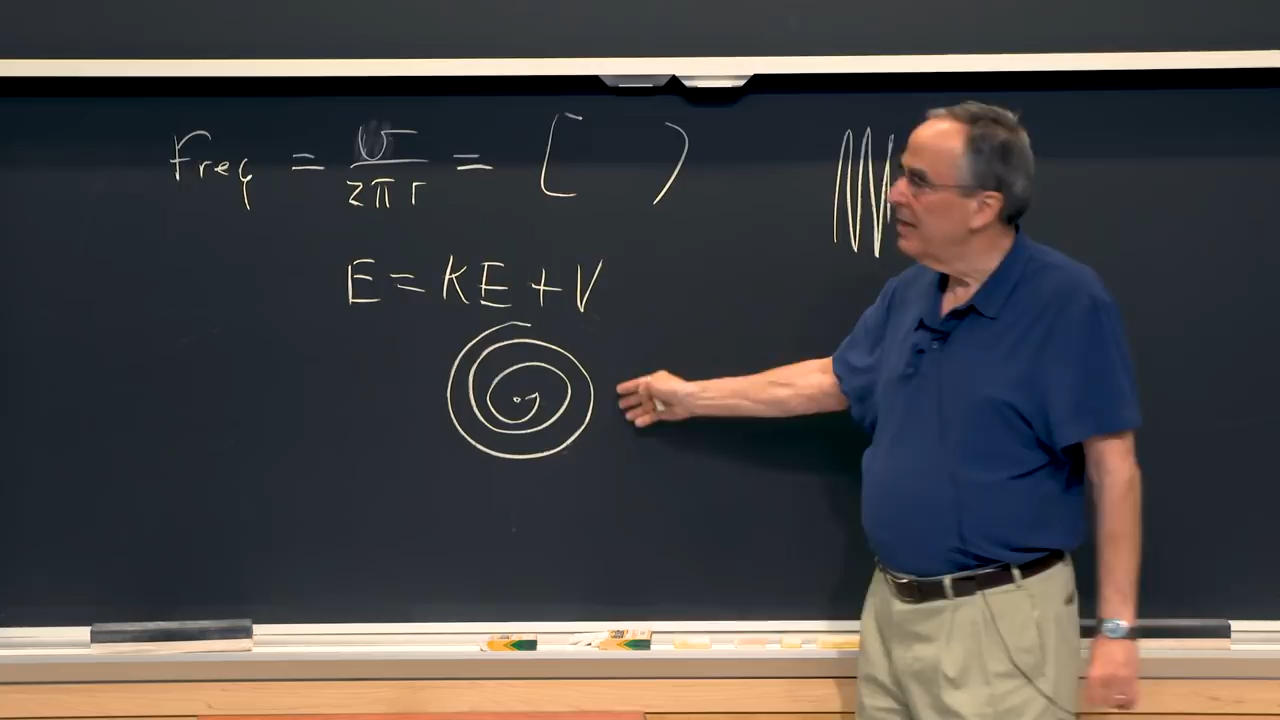 Freq = v/2πr = [ )
E = KE + V